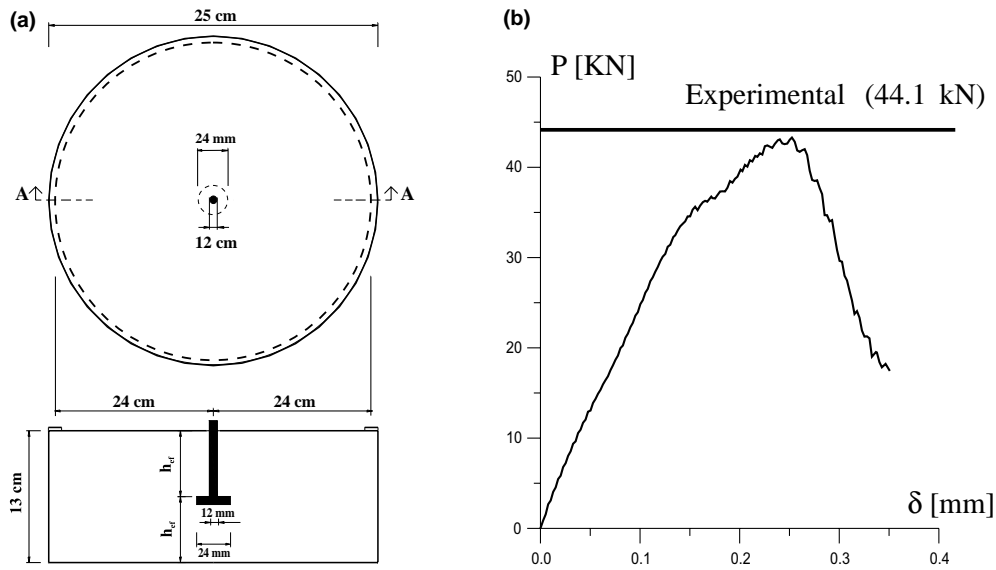 (a)
25 cm
24 mm
A A
12 cm
24 cm 24 cm
13 cm
hef
hef
12 mm
24 mm
(b)
P [KN]
Experimental (44.1 kN)
50
40
30
20
10
0
δ [mm]
0.0 0.1 0.2 0.3 0.4